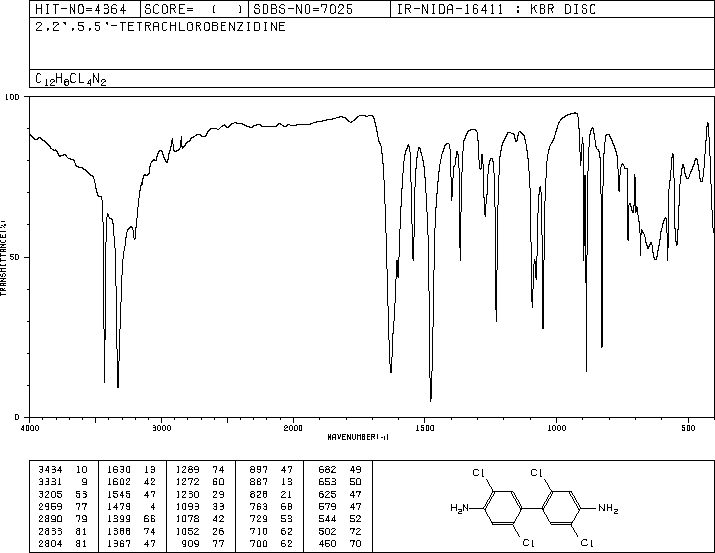 HIT-NO=4364 SCORE= ( ) SDBS-NO=7025 IR-NIDA-16411 : KBR DISC
2,2',5,5'-TETRACHLOROBENZIDINE
C12H8CL4N2
100
50
0
TRANSMITTANCE(%)
4000 3000 2000 1500 1000 500
WAVENUMBER(-1)
3434 10 1630 13 1289 74 897 47 682 49
3331 9 1602 42 1272 60 887 13 653 50
3205 53 1545 47 1230 29 828 21 625 47
2969 77 1479 4 1093 33 763 68 579 47
2890 79 1399 66 1078 42 729 53 544 52
81 1388 74 1052 26 710 62 502 72
2804 81 1367 47 909 77 700 62 460 70
Cl Cl
H2N NH2
Cl Cl